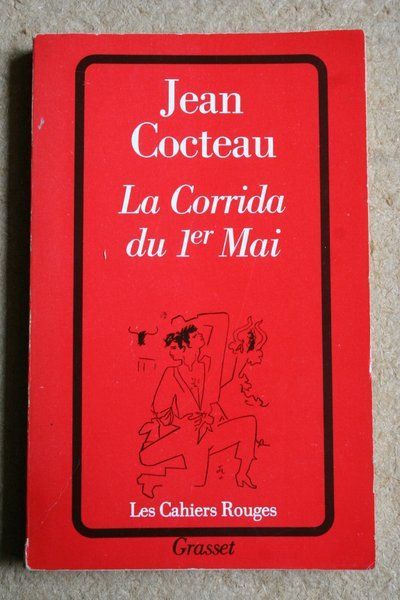 Jean
Cocteau
La Corrida
du 1er Mai
Les Cahiers Rouges
Grasset